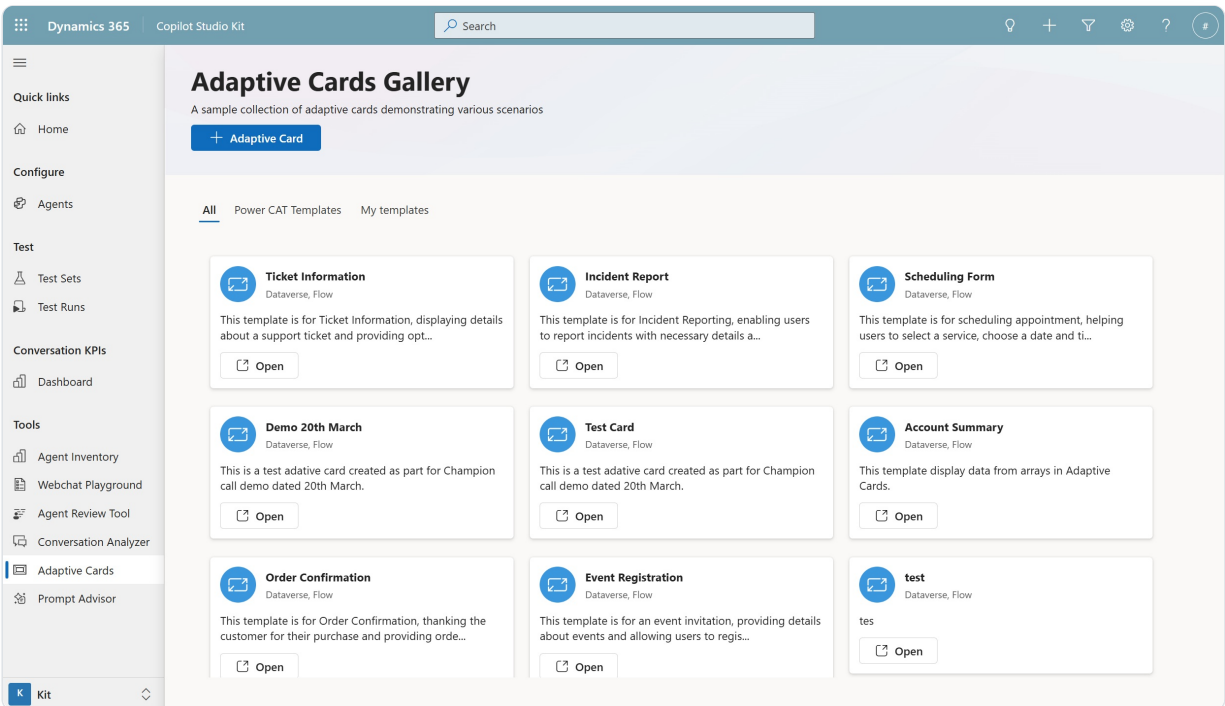 Dynamics 365
Copilot Studio Kit
Search
#
Quick links
Home
Configure
Agents
Test
Test Sets
Test Runs
Conversation KPIs
Dashboard
Tools
Agent Inventory
Webchat Playground
Agent Review Tool
Conversation Analyzer
Adaptive Cards
Prompt Advisor
K
Kit
Adaptive Cards Gallery
A sample collection of adaptive cards demonstrating various scenarios
+ Adaptive Card
All
Power CAT Templates
My templates
Ticket Information
Dataverse, Flow
This template is for Ticket Information, displaying details
about a support ticket and providing opt...
Open
Incident Report
Dataverse, Flow
This template is for Incident Reporting, enabling users
to report incidents with necessary details a...
Open
Scheduling Form
Dataverse, Flow
This template is for scheduling appointment, helping
users to select a service, choose a date and ti...
Open
Demo 20th March
Dataverse, Flow
This is a test adative card created as part for Champion
call demo dated 20th March.
Open
Test Card
Dataverse, Flow
This is a test adative card created as part for Champion
call demo dated 20th March.
Open
Account Summary
Dataverse, Flow
This template display data from arrays in Adaptive
Cards.
Open
Order Confirmation
Dataverse, Flow
This template is for Order Confirmation, thanking the
customer for their purchase and providing orde...
Open
Event Registration
Dataverse, Flow
This template is for an event invitation, providing details
about events and allowing users to regis...
Open
test
Dataverse, Flow
tes
Open